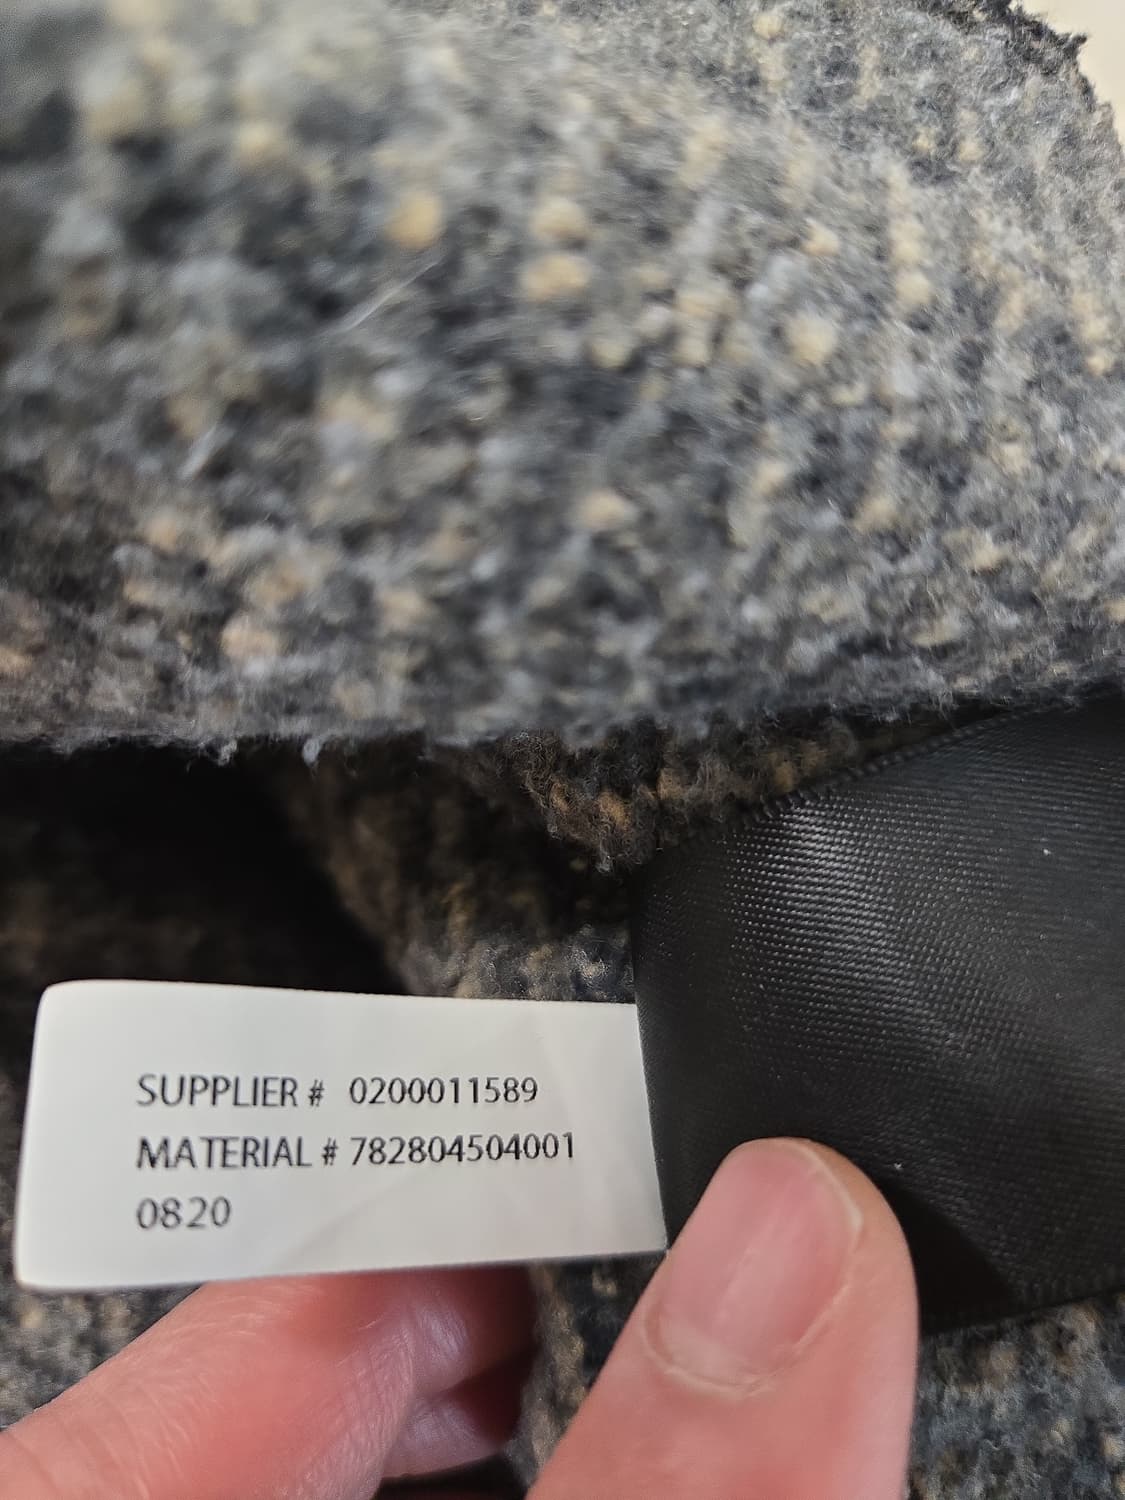 SUPPLIER # 0200011589
MATERIAL # 782804504001
0820